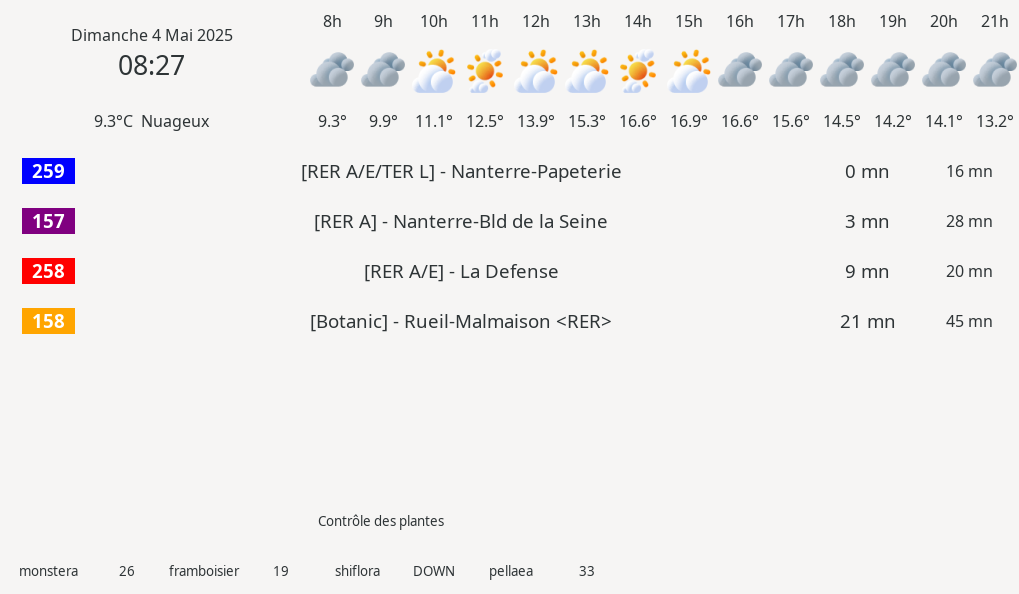 Dimanche 4 Mai 2025
08:27
9.3°C Nuageux
8h 9h 10h 11h 12h 13h 14h 15h 16h 17h 18h 19h 20h 21h
9.3° 9.9° 11.1° 12.5° 13.9° 15.3° 16.6° 16.9° 16.6° 15.6° 14.5° 14.2° 14.1° 13.2°
259 [RER A/E/TER L] - Nanterre-Papeterie 0 mn 16 mn
157 [RER A] - Nanterre-Bld de la Seine 3 mn 28 mn
258 [RER A/E] - La Defense 9 mn 20 mn
158 [Botanic] - Rueil-Malmaison <RER> 21 mn 45 mn
Contrôle des plantes
monstera 26 framboisier 19 shiflora DOWN pellaea 33